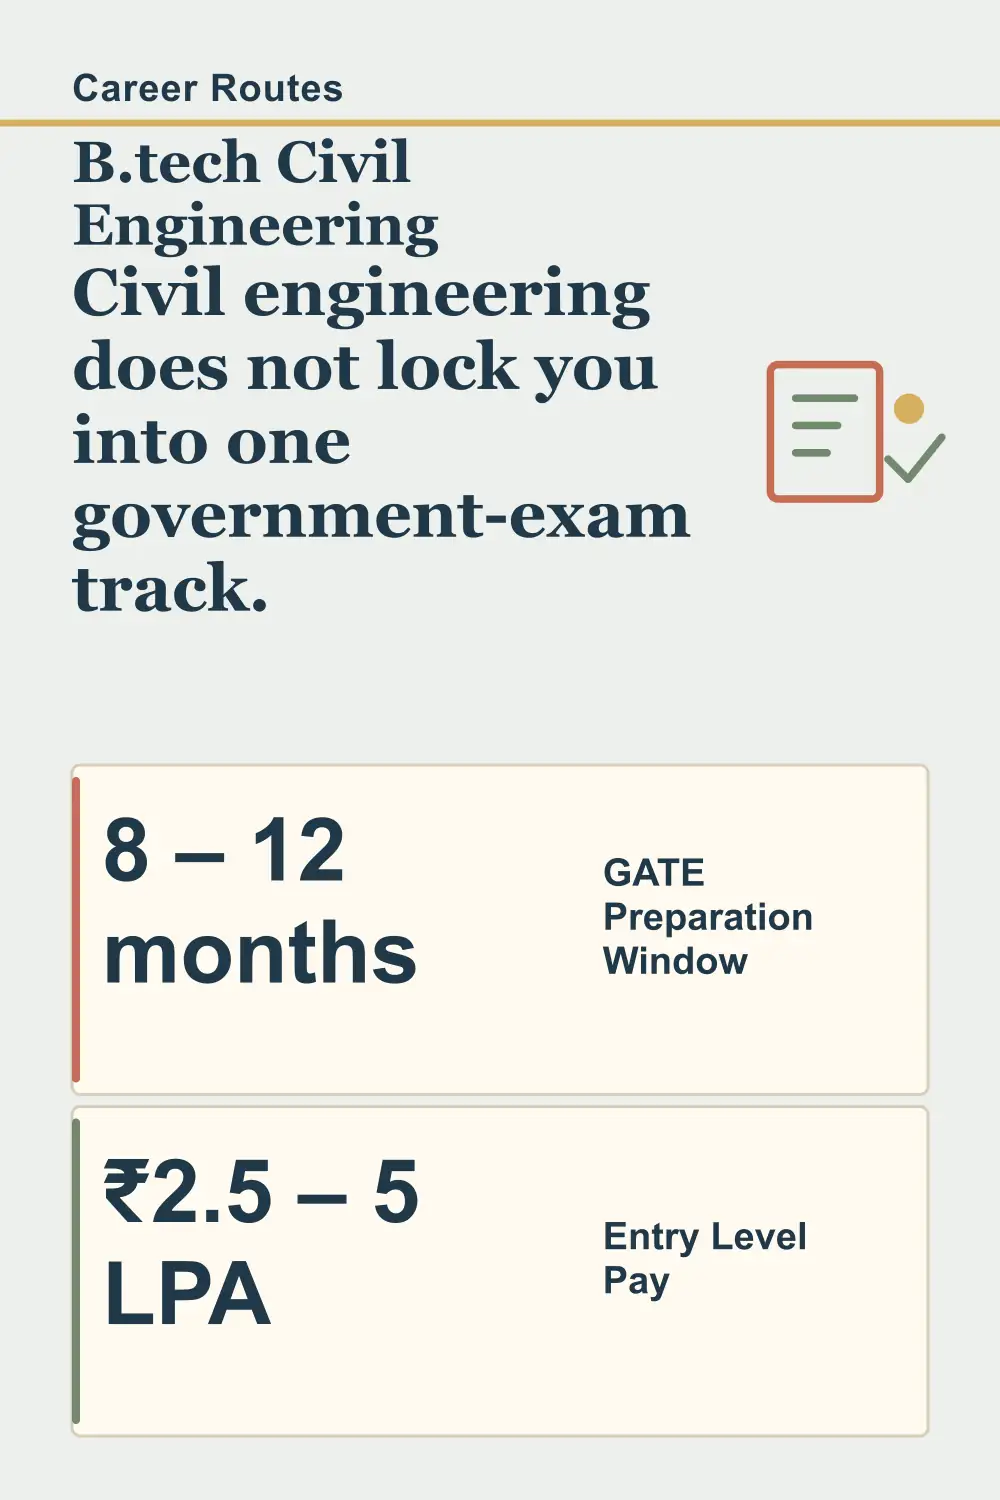 Career Routes
B.tech Civil
Engineering
Civil engineering
does not lock you
into one
government-exam
track.
8 – 12
months
GATE
Preparation
Window
₹2.5 – 5
LPA
Entry Level
Pay